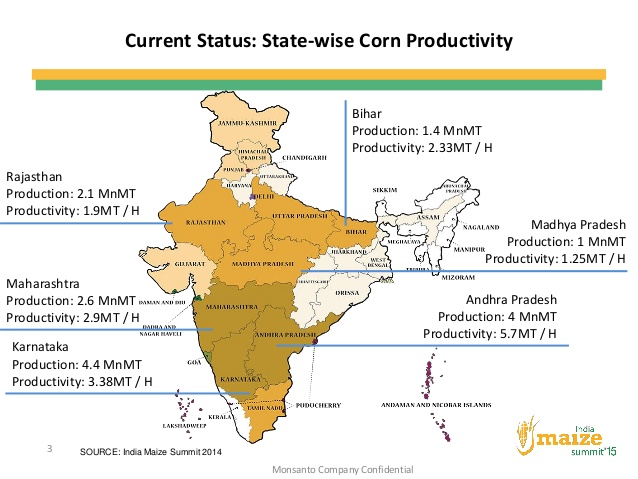 Current Status: State-wise Corn Productivity
Bihar
Production: 1.4 MnMT
Productivity: 2.33MT / H
Rajasthan
Production: 2.1 MnMT
Productivity: 1.9MT / H
Madhya Pradesh
Production: 1 MnMT
Productivity: 1.25MT / H
Maharashtra
Production: 2.6 MnMT
Productivity: 2.9MT / H
Andhra Pradesh
Production: 4 MnMT
Productivity: 5.7MT / H
Karnataka
Production: 4.4 MnMT
Productivity: 3.38MT / H
JAMMU-KASHMIR
HIMACHAL
PRADESH
PUNJAB
CHANDIGARH
UTTARAKHAND
HARYANA
DELHI
RAJASTHAN
UTTAR PRADESH
BIHAR
SIKKIM
ARUNACHAL
PRADESH
ASSAM
NAGALAND
MEGHALAYA
MANIPUR
TRIPURA
MIZORAM
GUJARAT
MADHYA PRADESH
JHARKHAND
WEST
BENGAL
CHHATTISGARH
ORISSA
DAMAN AND DIU
DADRA AND
NAGAR HAVELI
MAHARASHTRA
ANDHRA PRADESH
GOA
KARNATAKA
PUDUCHERRY
TAMIL NADU
KERALA
LAKSHADWEEP
ANDAMAN AND NICOBAR ISLANDS
3
SOURCE: India Maize Summit 2014
Monsanto Company Confidential
India
maize
summit'15